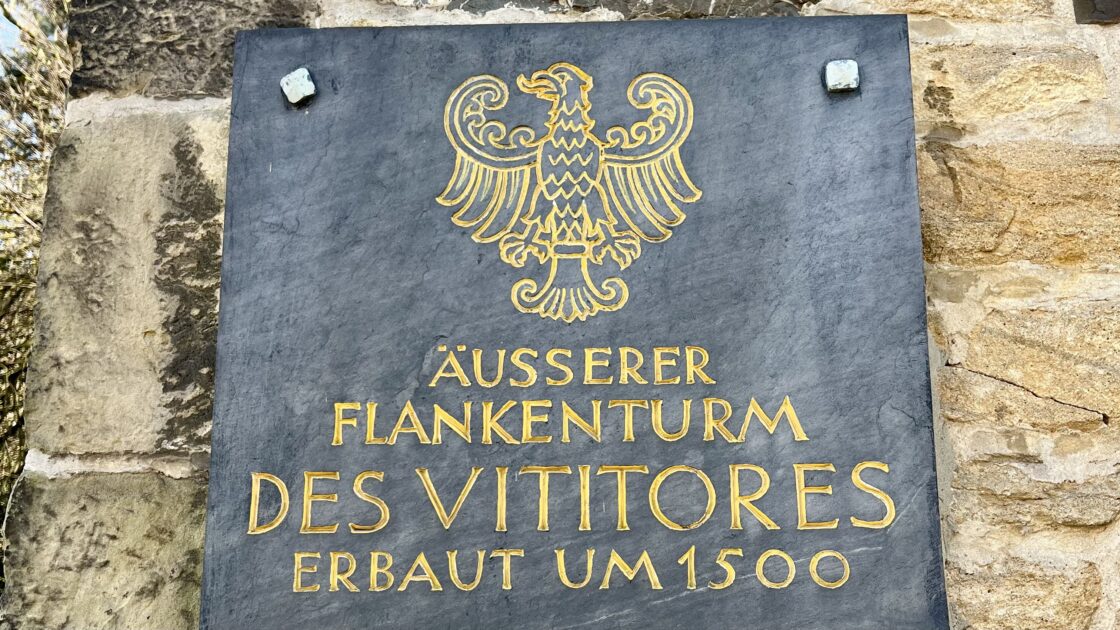 ÄUSSERER
FLANKENTURM
DES VITITORES
ERBAUT UM 1500